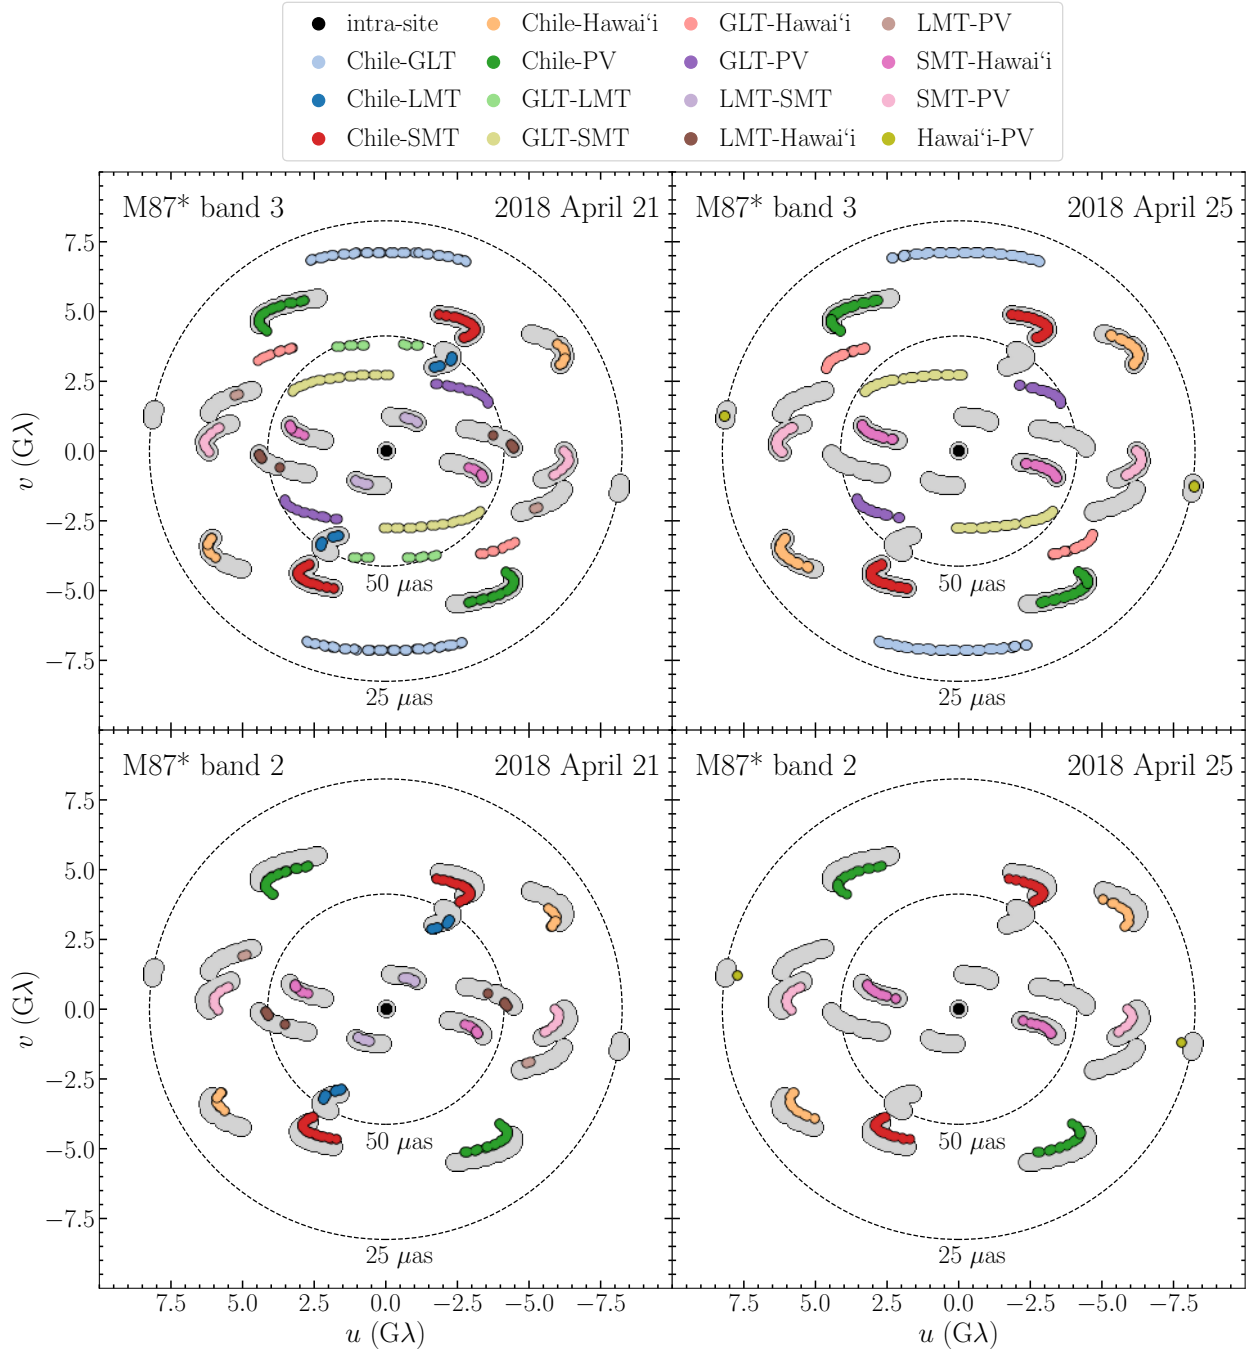 intra-site Chile-Hawaiʻi GLT-Hawaiʻi LMT-PV
Chile-GLT Chile-PV GLT-PV SMT-Hawaiʻi
Chile-LMT GLT-LMT LMT-SMT SMT-PV
Chile-SMT GLT-SMT LMT-Hawaiʻi Hawaiʻi-PV
M87* band 3 2018 April 21
M87* band 3 2018 April 25
7.5
5.0
2.5
0.0
−2.5
−5.0
−7.5
v (Gλ)
50 μas
25 μas
50 μas
25 μas
M87* band 2 2018 April 21
M87* band 2 2018 April 25
7.5
5.0
2.5
0.0
−2.5
−5.0
−7.5
v (Gλ)
50 μas
25 μas
50 μas
25 μas
7.5 5.0 2.5 0.0 −2.5 −5.0 −7.5
7.5 5.0 2.5 0.0 −2.5 −5.0 −7.5
u (Gλ)
u (Gλ)